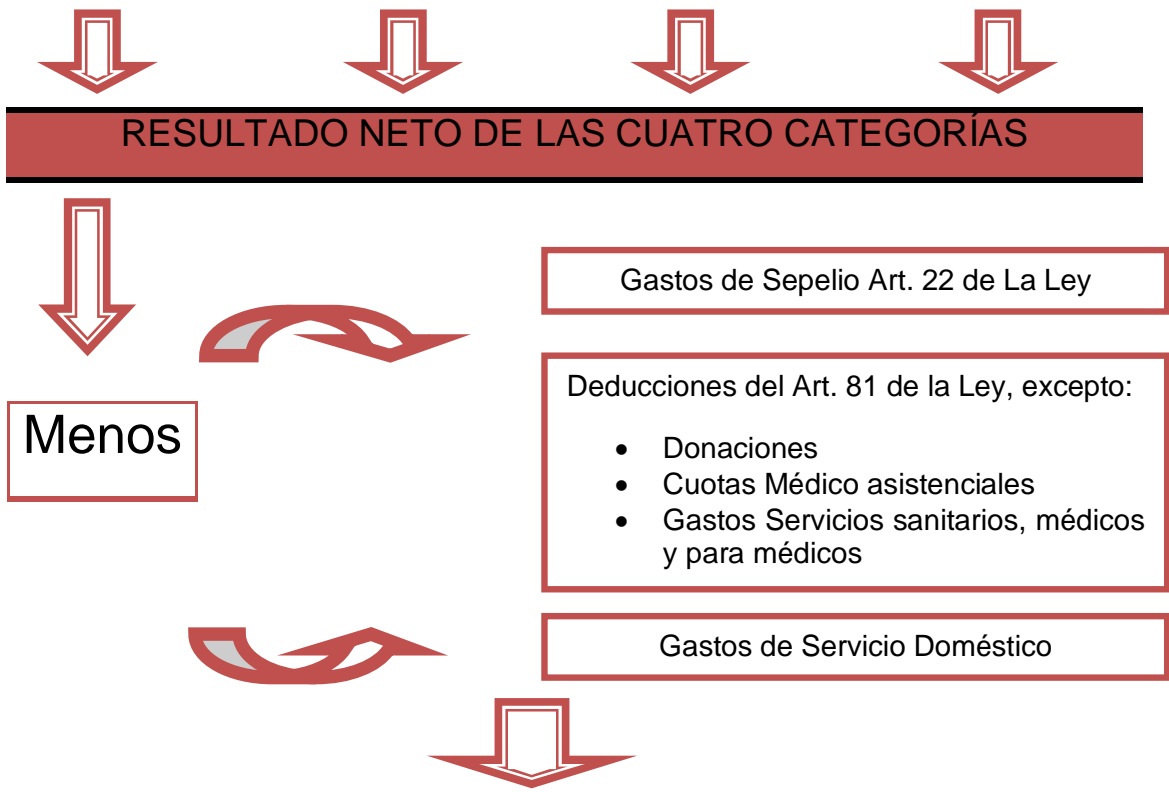 RESULTADO NETO DE LAS CUATRO CATEGORÍAS
Gastos de Sepelio Art. 22 de La Ley
Menos
Deducciones del Art. 81 de la Ley, excepto:
• Donaciones
• Cuotas Médico asistenciales
• Gastos Servicios sanitarios, médicos
y para médicos
Gastos de Servicio Doméstico